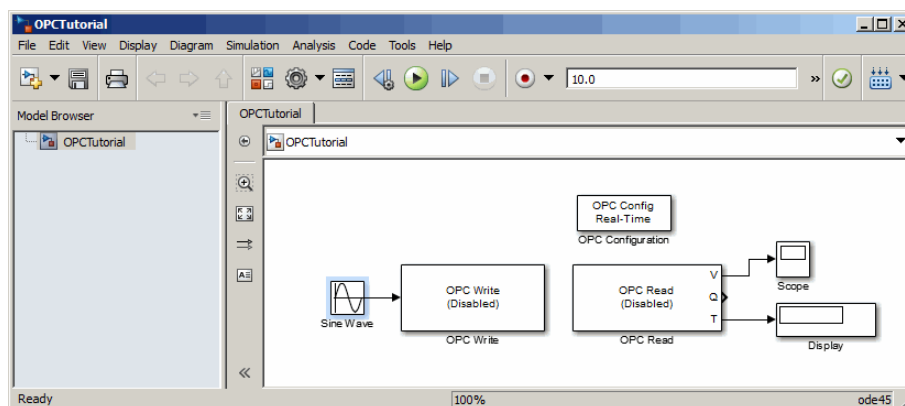 OPCTutorial
File Edit View Display Diagram Simulation Analysis Code Tools Help
10.0
»
Model Browser
OPCTutorial
OPCTutorial
OPCTutorial
OPC Config
Real-Time
OPC Configuration
OPC Write
(Disabled)
OPC Read
(Disabled)
V
Q
T
Scope
Sine Wave
OPC Write
OPC Read
Display
Ready
100%
ode45